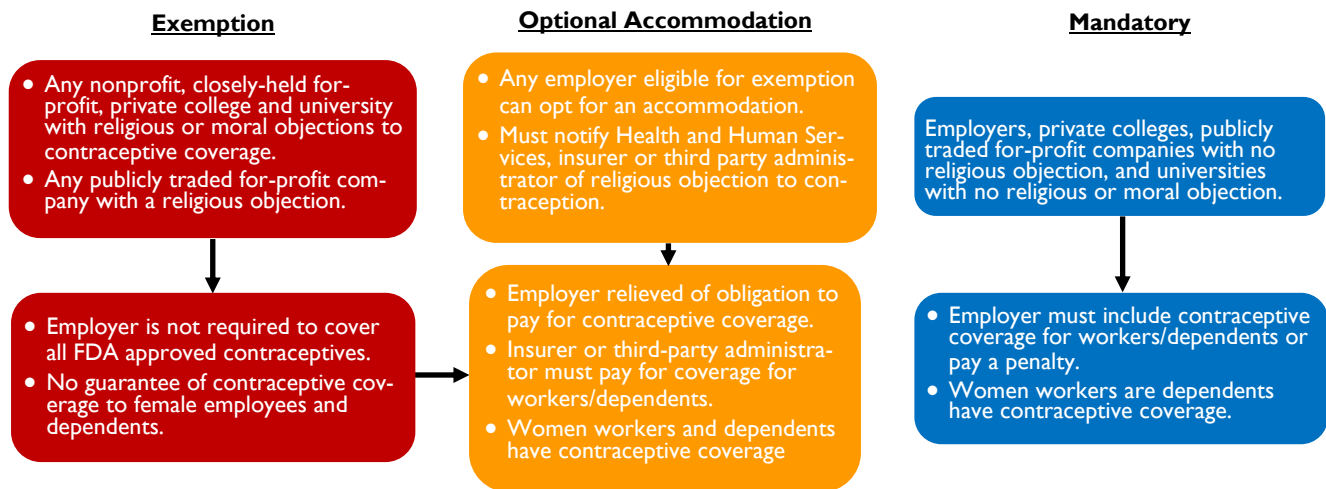 Exemption
• Any nonprofit, closely-held for-
profit, private college and university
with religious or moral objections to
contraceptive coverage.
• Any publicly traded for-profit com-
pany with a religious objection.
• Employer is not required to cover
all FDA approved contraceptives.
• No guarantee of contraceptive cov-
erage to female employees and
dependents.
Optional Accommodation
• Any employer eligible for exemption
can opt for an accommodation.
• Must notify Health and Human Ser-
vices, insurer or third party adminis-
trator of religious objection to con-
traception.
• Employer relieved of obligation to
pay for contraceptive coverage.
• Insurer or third-party administra-
tor must pay for coverage for
workers/dependents.
• Women workers and dependents
have contraceptive coverage
Mandatory
Employers, private colleges, publicly
traded for-profit companies with no
religious objection, and universities
with no religious or moral objection.
• Employer must include contraceptive
coverage for workers/dependents or
pay a penalty.
• Women workers are dependents
have contraceptive coverage.